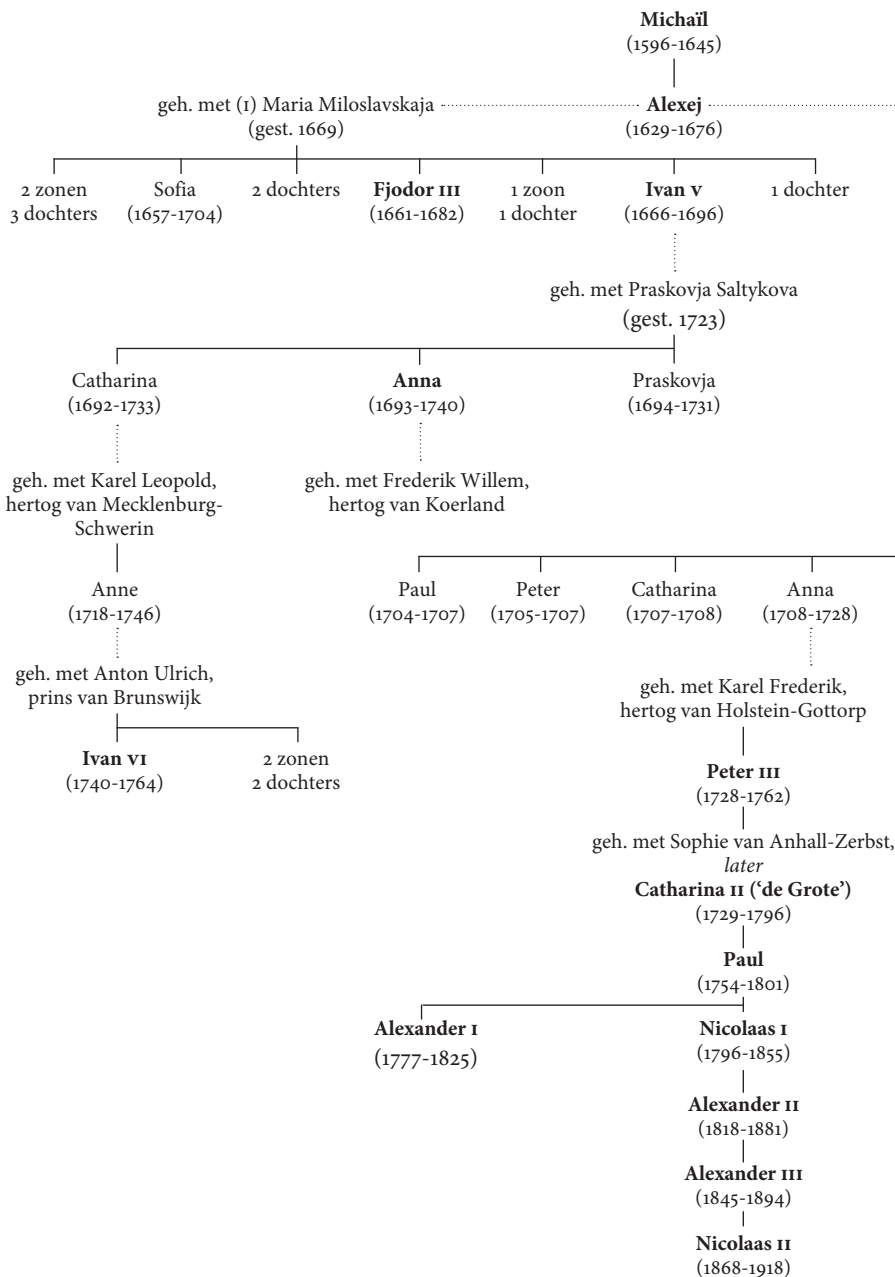 Michaïl
(1596-1645)
geh. met (1) Maria Miloslavskaja
(gest. 1669)
Alexej
(1629-1676)
2 zonen
3 dochters
Sofia
(1657-1704)
2 dochters
Fjodor III
(1661-1682)
1 zoon
1 dochter
Ivan V
(1666-1696)
1 dochter
geh. met Praskovja Saltykova
(gest. 1723)
Catharina
(1692-1733)
Anna
(1693-1740)
Praskovja
(1694-1731)
geh. met Karel Leopold,
hertog van Mecklenburg-
Schwerin
geh. met Frederik Willem,
hertog van Koerland
Anne
(1718-1746)
Paul
(1704-1707)
Peter
(1705-1707)
Catharina
(1707-1708)
Anna
(1708-1728)
geh. met Anton Ulrich,
prins van Brunswijk
geh. met Karel Frederik,
hertog van Holstein-Gottorp
Ivan VI
(1740-1764)
2 zonen
2 dochters
Peter III
(1728-1762)
geh. met Sophie van Anhall-Zerbst,
later
Catharina II (‘de Grote’)
(1729-1796)
Paul
(1754-1801)
Alexander I
(1777-1825)
Nicolaas I
(1796-1855)
Alexander II
(1818-1881)
Alexander III
(1845-1894)
Nicolaas II
(1868-1918)